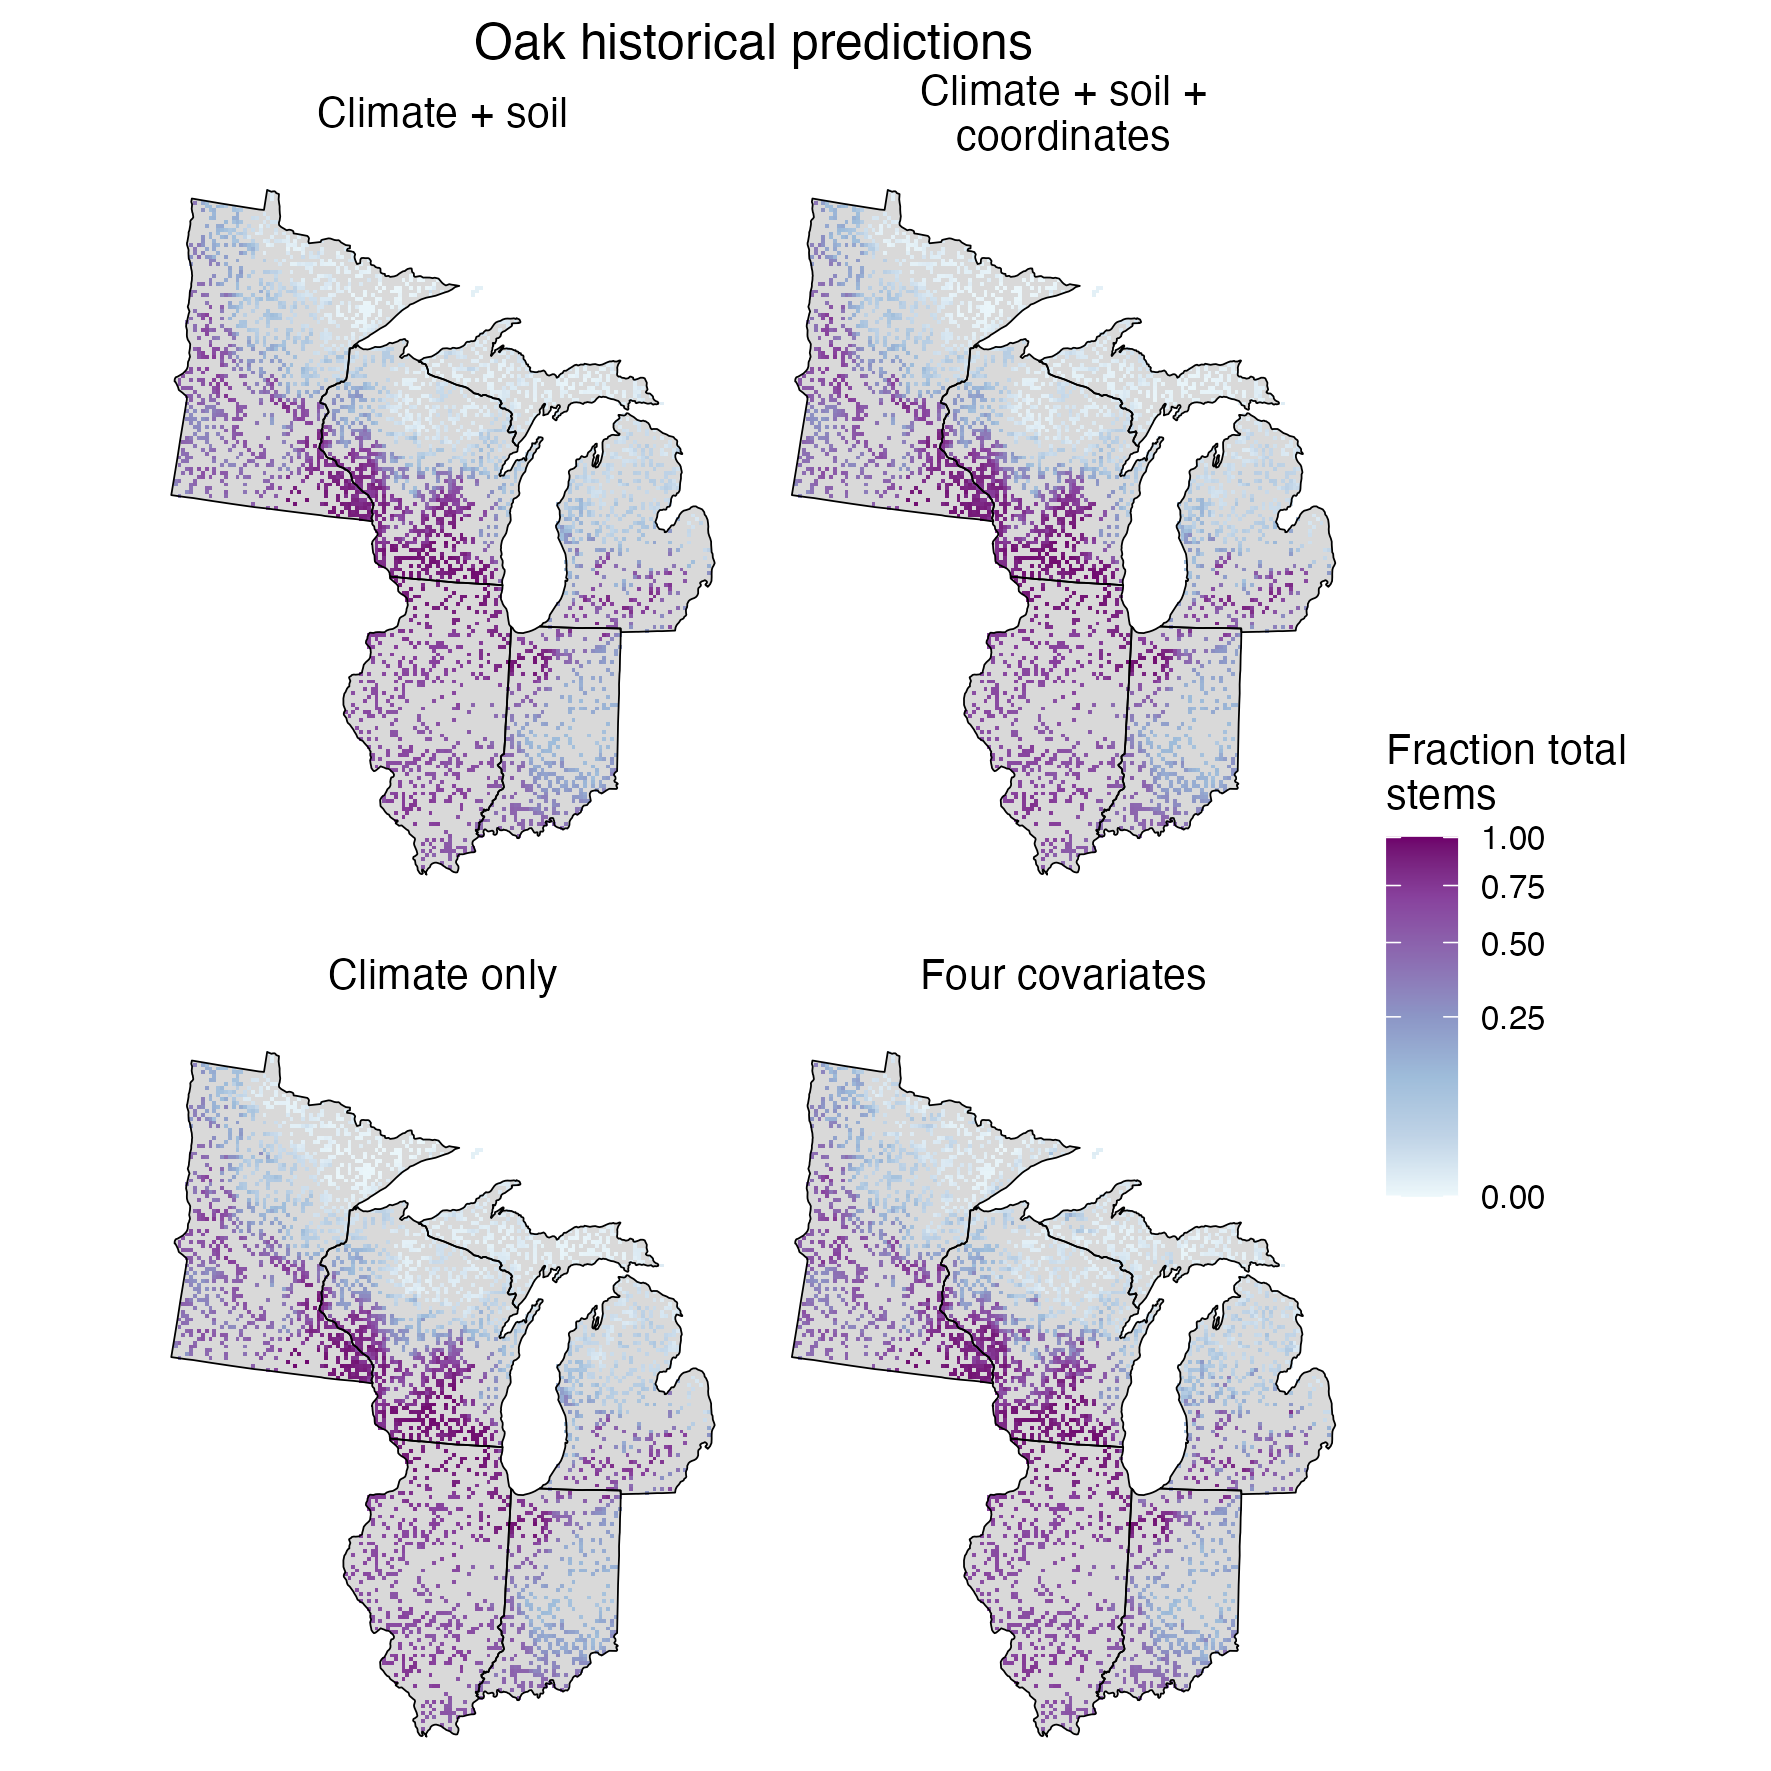 Oak historical predictions
Climate + soil
Climate + soil +
coordinates
Climate only
Four covariates
Fraction total
stems
1.00
0.75
0.50
0.25
0.00